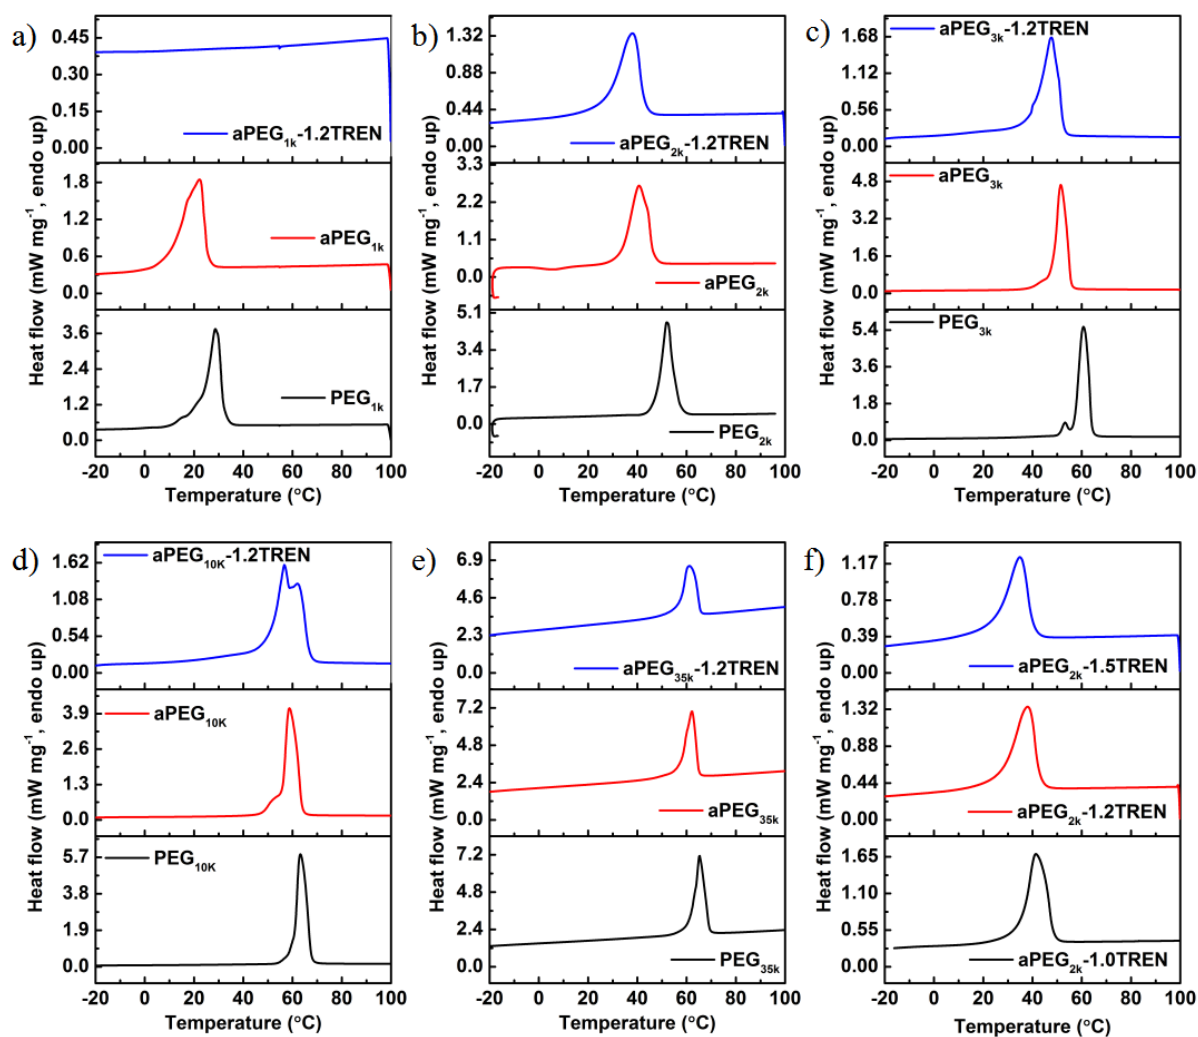 a)
Heat flow (mW mg⁻¹, endo up)
0.45
0.30
0.15
0.00
aPEG₁ₖ-1.2TREN
1.8
1.2
0.6
0.0
aPEG₁ₖ
3.6
2.4
1.2
0.0
PEG₁ₖ
-20 0 20 40 60 80 100
Temperature (°C)
b)
Heat flow (mW mg⁻¹, endo up)
1.32
0.88
0.44
0.00
aPEG₂ₖ-1.2TREN
3.3
2.2
1.1
0.0
aPEG₂ₖ
5.1
3.4
1.7
0.0
PEG₂ₖ
-20 0 20 40 60 80 100
Temperature (°C)
c)
Heat flow (mW mg⁻¹, endo up)
aPEG₃ₖ-1.2TREN
1.68
1.12
0.56
0.00
aPEG₃ₖ
4.8
3.2
1.6
0.0
PEG₃ₖ
5.4
3.6
1.8
0.0
-20 0 20 40 60 80 100
Temperature (°C)
d)
Heat flow (mW mg⁻¹, endo up)
aPEG₁₀K-1.2TREN
1.62
1.08
0.54
0.00
aPEG₁₀K
3.9
2.6
1.3
0.0
PEG₁₀K
5.7
3.8
1.9
0.0
-20 0 20 40 60 80 100
Temperature (°C)
e)
Heat flow (mW mg⁻¹, endo up)
6.9
4.6
2.3
0.0
aPEG₃₅ₖ-1.2TREN
7.2
4.8
2.4
0.0
aPEG₃₅ₖ
7.2
4.8
2.4
0.0
PEG₃₅ₖ
-20 0 20 40 60 80 100
Temperature (°C)
f)
Heat flow (mW mg⁻¹, endo up)
1.17
0.78
0.39
0.00
aPEG₂ₖ-1.5TREN
1.32
0.88
0.44
0.00
aPEG₂ₖ-1.2TREN
1.65
1.10
0.55
0.00
aPEG₂ₖ-1.0TREN
-20 0 20 40 60 80 100
Temperature (°C)